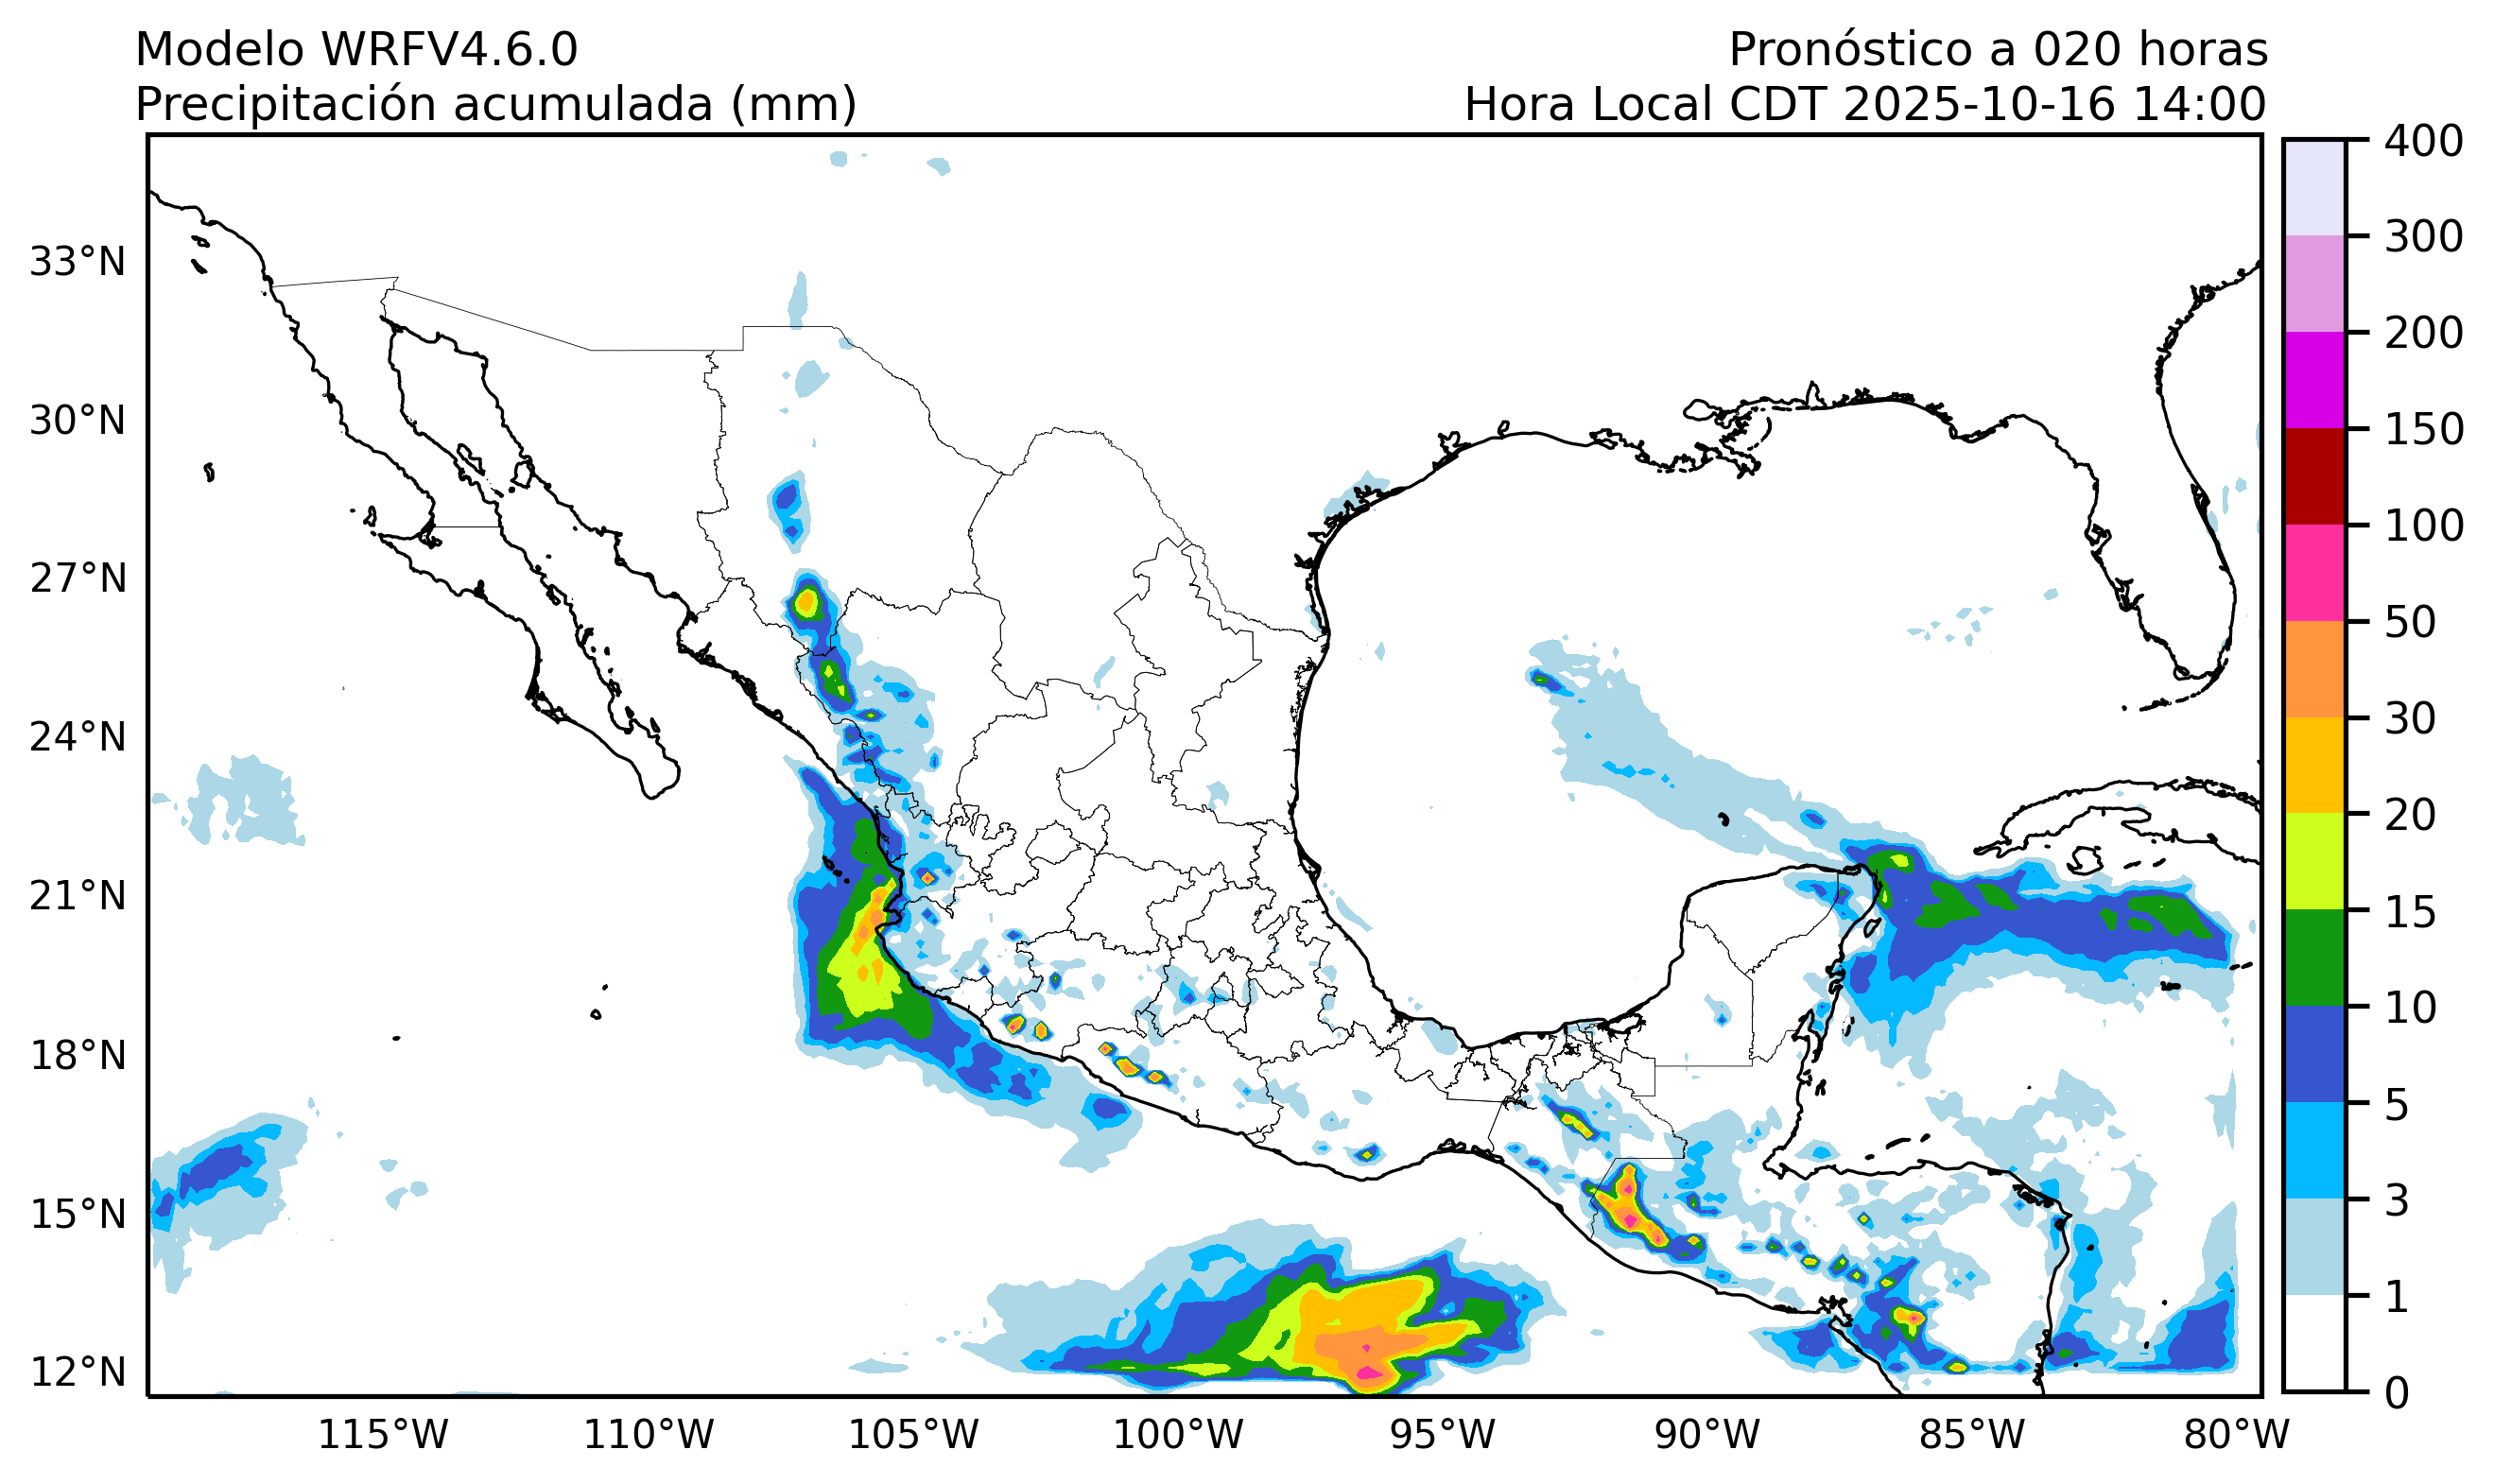 Modelo WRFV4.6.0
Pronóstico a 020 horas
Precipitación acumulada (mm)
Hora Local CDT 2025-10-16 14:00
33°N
30°N
27°N
24°N
21°N
18°N
15°N
12°N
115°W
110°W
105°W
100°W
95°W
90°W
85°W
80°W
400
300
200
150
100
50
30
20
15
10
5
3
1
0